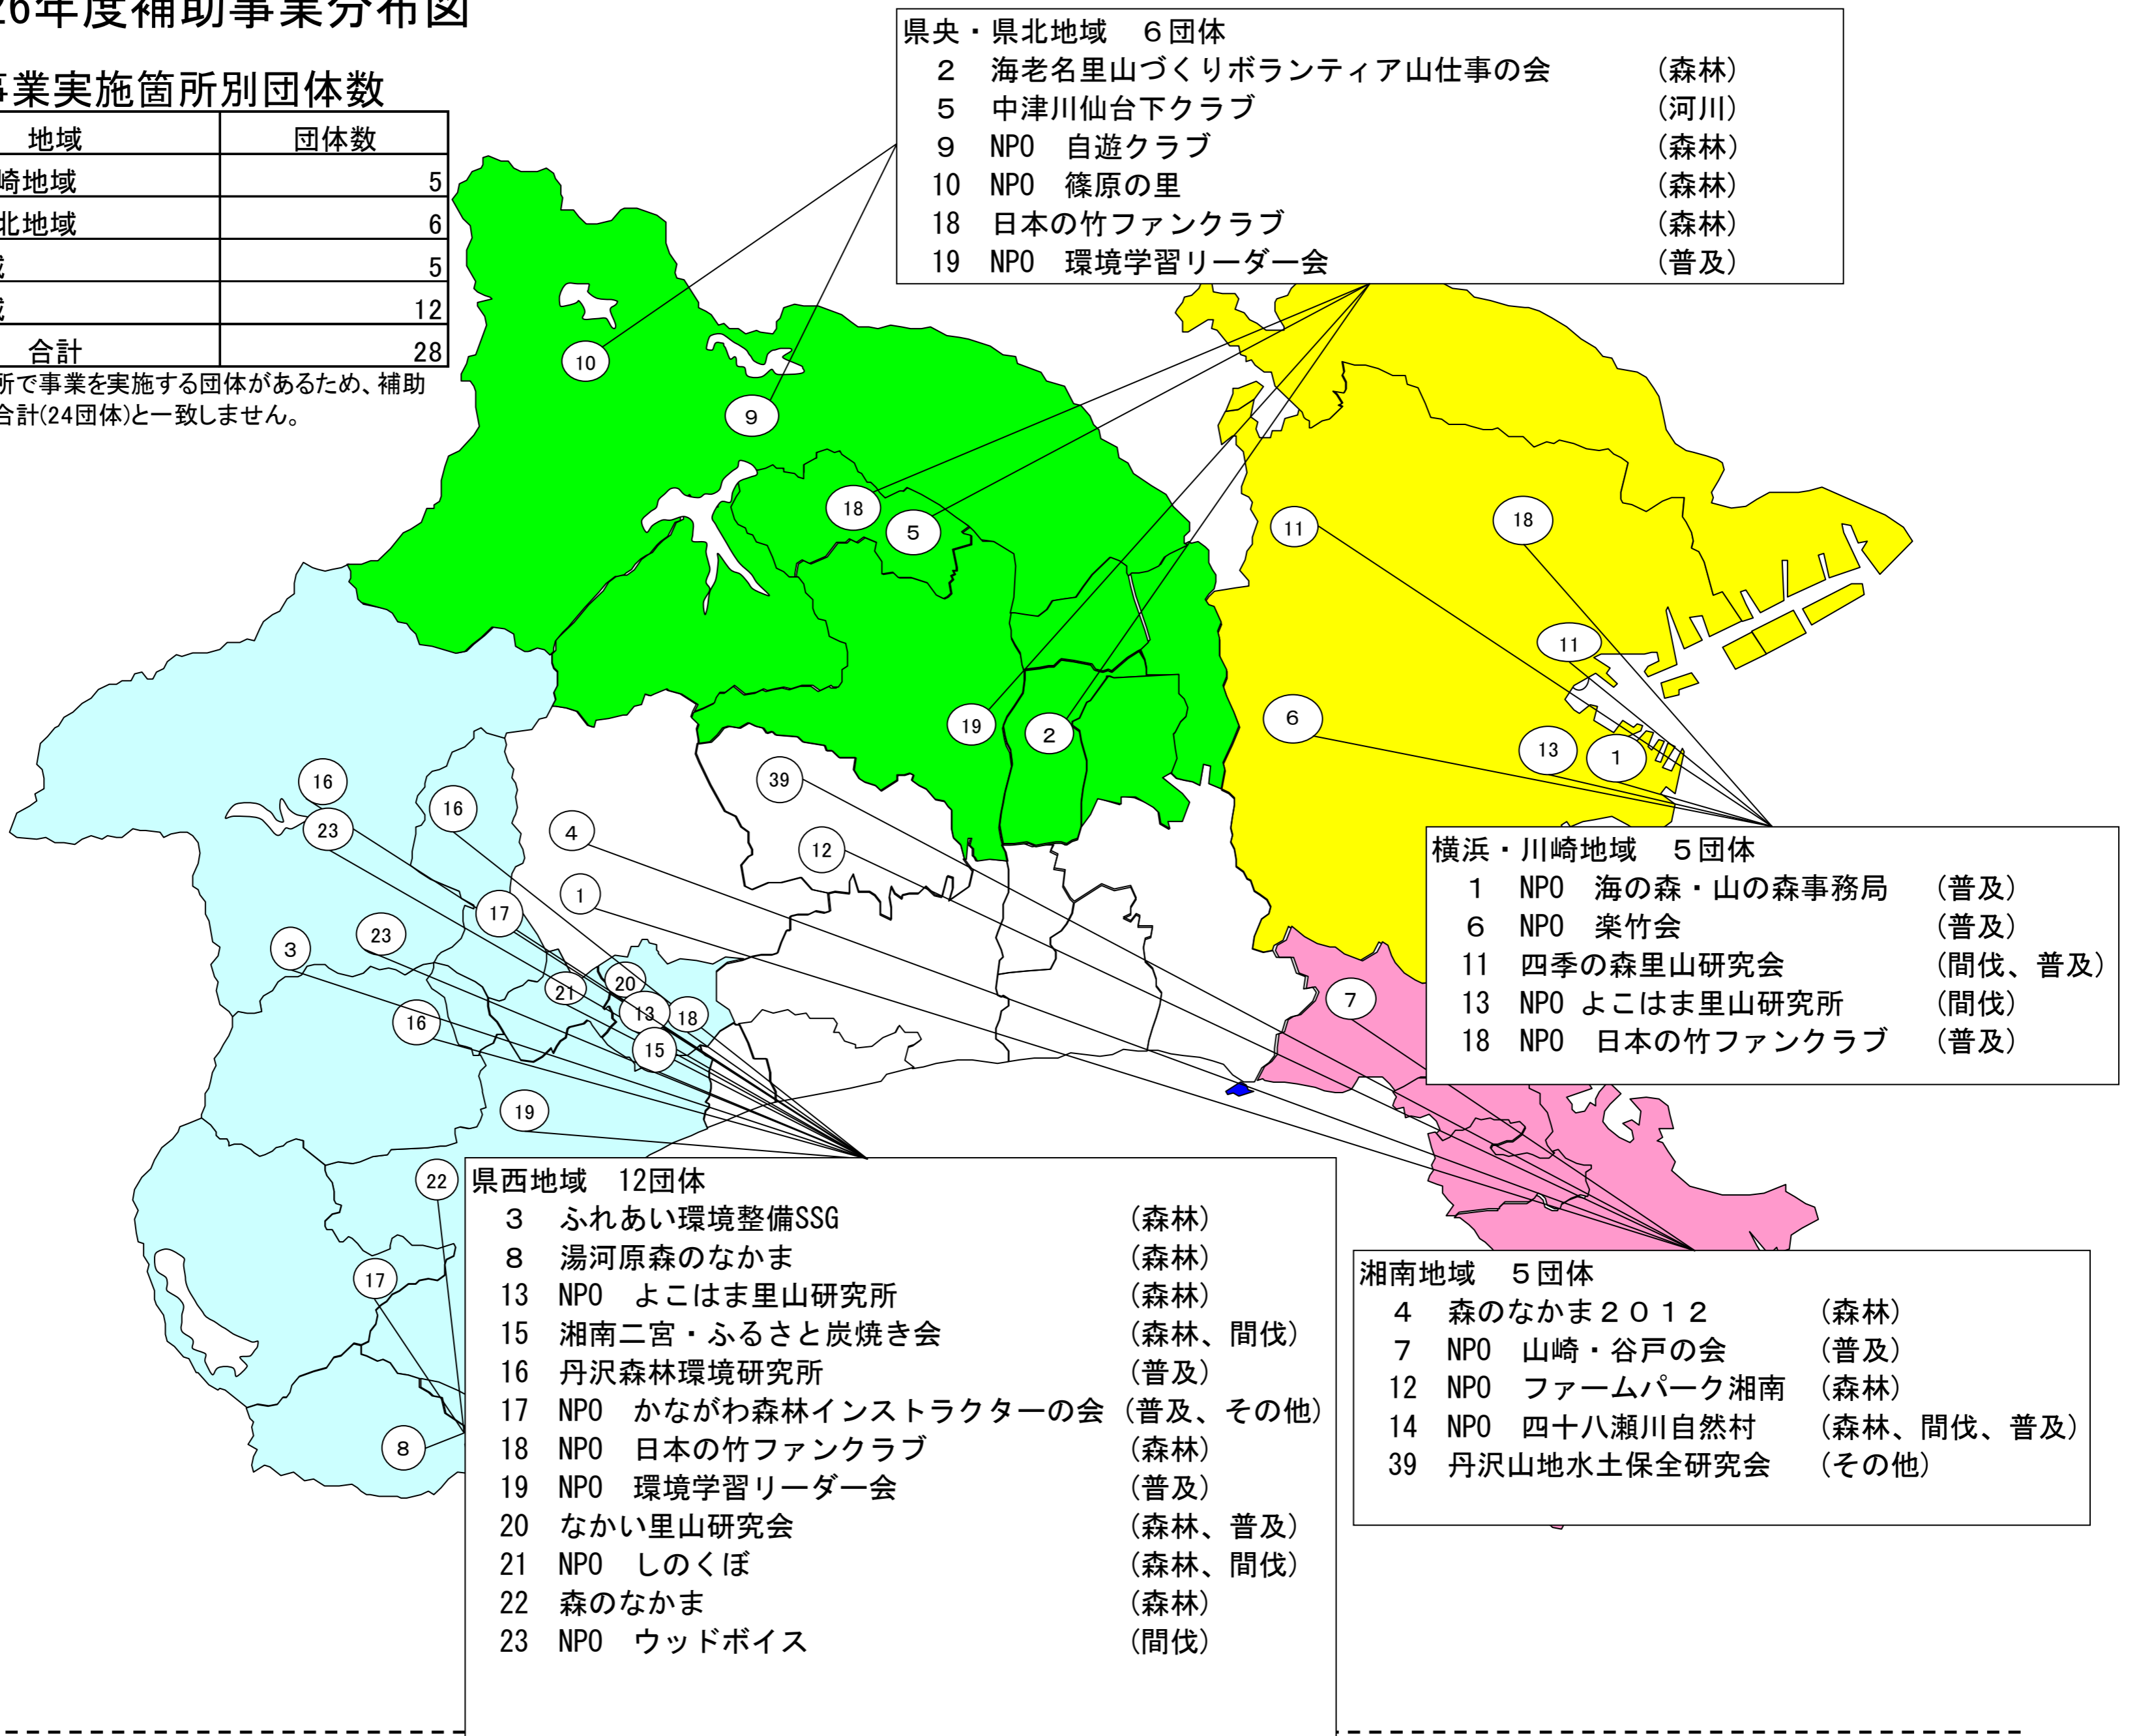 26年度補助事業分布図
事業実施箇所別団体数
地域 団体数
崎地域 5
北地域 6
域 5
域 12
合計 28
所で事業を実施する団体があるため、補助
合計(24団体)と一致しません。
県央・県北地域 6団体
2 海老名里山づくりボランティア山仕事の会 (森林)
5 中津川仙台下クラブ (河川)
9 NPO 自遊クラブ (森林)
10 NPO 篠原の里 (森林)
18 日本の竹ファンクラブ (森林)
19 NPO 環境学習リーダー会 (普及)
10
9
18
5
19
2
11
18
11
6
13
1
横浜・川崎地域 5団体
1 NPO 海の森・山の森事務局 (普及)
6 NPO 楽竹会 (普及)
11 四季の森里山研究会 (間伐、普及)
13 NPO よこはま里山研究所 (間伐)
18 NPO 日本の竹ファンクラブ (普及)
16
23
16
4
39
12
1
17
3
23
16
21
20
13
18
15
7
19
22
17
8
県西地域 12団体
3 ふれあい環境整備SSG (森林)
8 湯河原森のなかま (森林)
13 NPO よこはま里山研究所 (森林)
15 湘南二宮・ふるさと炭焼き会 (森林、間伐)
16 丹沢森林環境研究所 (普及)
17 NPO かながわ森林インストラクターの会 (普及、その他)
18 NPO 日本の竹ファンクラブ (森林)
19 NPO 環境学習リーダー会 (普及)
20 なかい里山研究会 (森林、普及)
21 NPO しのくぼ (森林、間伐)
22 森のなかま (森林)
23 NPO ウッドボイス (間伐)
湘南地域 5団体
4 森のなかま2012 (森林)
7 NPO 山崎・谷戸の会 (普及)
12 NPO ファームパーク湘南 (森林)
14 NPO 四十八瀬川自然村 (森林、間伐、普及)
39 丹沢山地水土保全研究会 (その他)